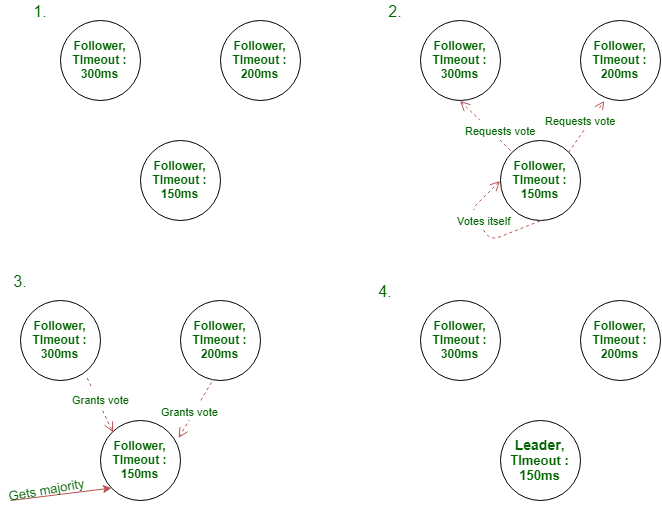 1.
Follower,
TImeout :
300ms
Follower,
TImeout :
200ms
Follower,
TImeout :
150ms
2.
Follower,
TImeout :
300ms
Follower,
TImeout :
200ms
Requests vote
Requests vote
Follower,
TImeout :
150ms
Votes itself
3.
Follower,
TImeout :
300ms
Follower,
TImeout :
200ms
Grants vote
Grants vote
Follower,
TImeout :
150ms
Gets majority
4.
Follower,
TImeout :
300ms
Follower,
TImeout :
200ms
Leader,
TImeout :
150ms